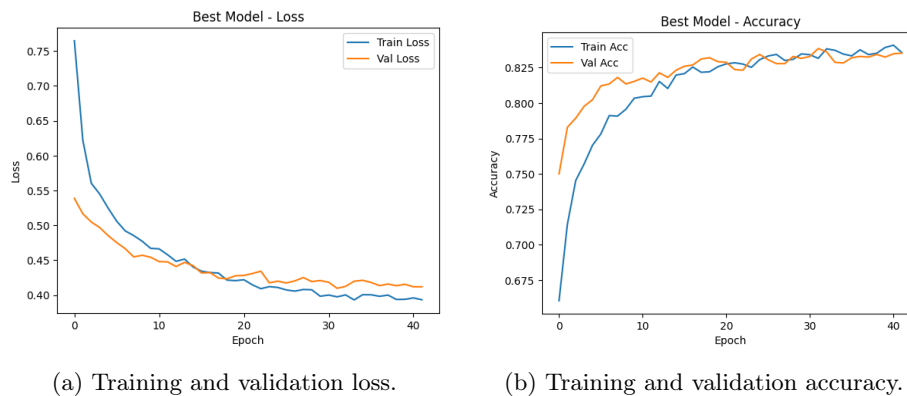 Best Model - Loss
Train Loss
Val Loss
0.75
0.70
0.65
0.60
0.55
0.50
0.45
0.40
Loss
0 10 20 30 40
Epoch
(a) Training and validation loss.
Best Model - Accuracy
Train Acc
Val Acc
0.825
0.800
0.775
0.750
0.725
0.700
0.675
Accuracy
0 10 20 30 40
Epoch
(b) Training and validation accuracy.